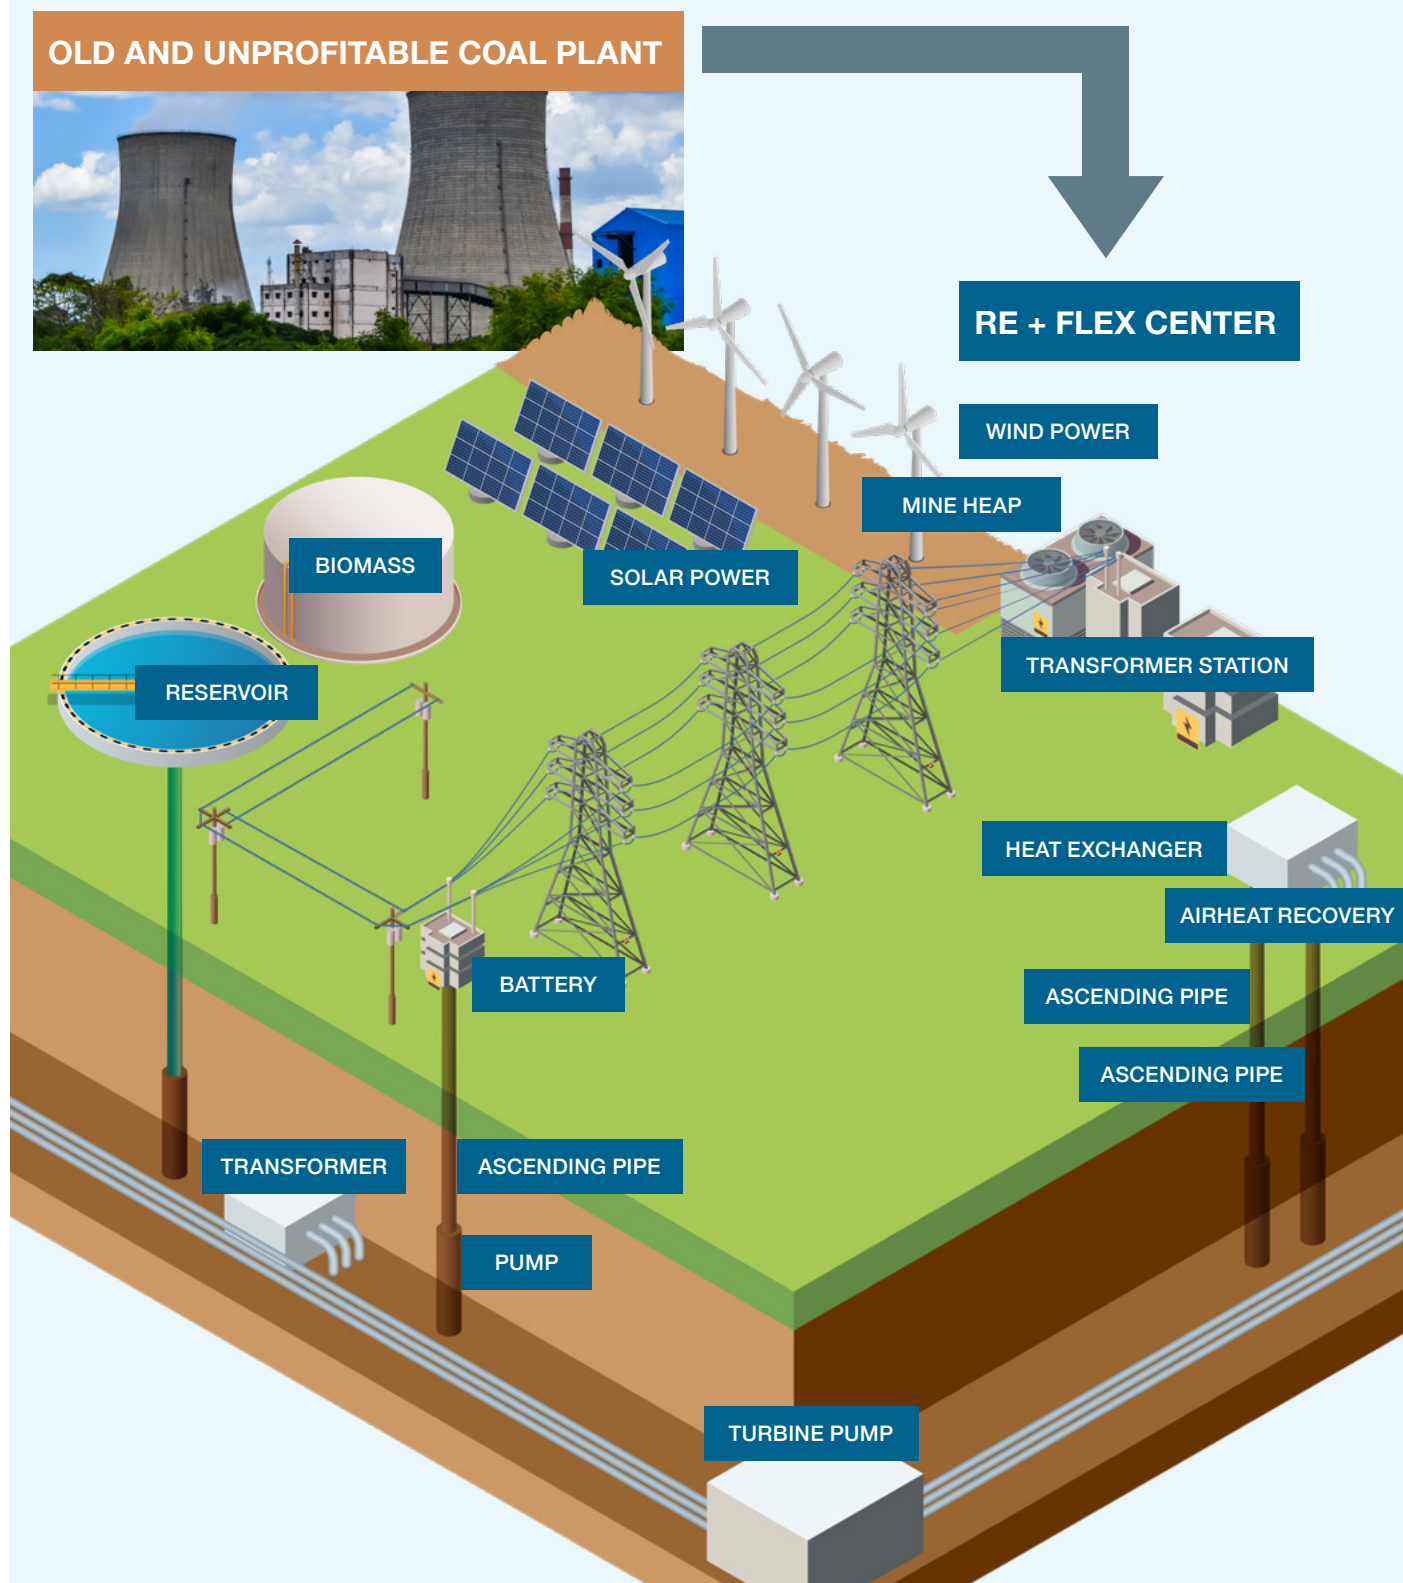 OLD AND UNPROFITABLE COAL PLANT
RE + FLEX CENTER
WIND POWER
MINE HEAP
BIOMASS
SOLAR POWER
RESERVOIR
TRANSFORMER STATION
HEAT EXCHANGER
AIRHEAT RECOVERY
BATTERY
ASCENDING PIPE
ASCENDING PIPE
TRANSFORMER
ASCENDING PIPE
PUMP
TURBINE PUMP